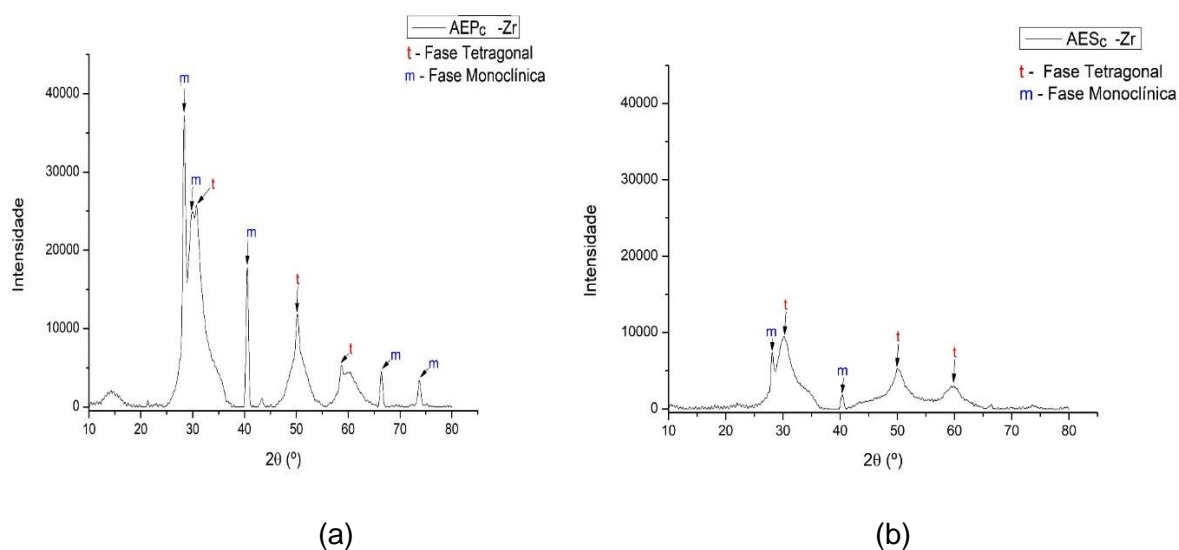 AEPC -Zr
t - Fase Tetragonal
m - Fase Monoclínica
m
m
t
m
t
t
m
m
40000
30000
20000
10000
0
Intensidade
10 20 30 40 50 60 70 80
2θ (º)
(a)
AESC -Zr
t - Fase Tetragonal
m - Fase Monoclínica
m
t
m
t
t
40000
30000
20000
10000
0
Intensidade
10 20 30 40 50 60 70 80
2θ (º)
(b)